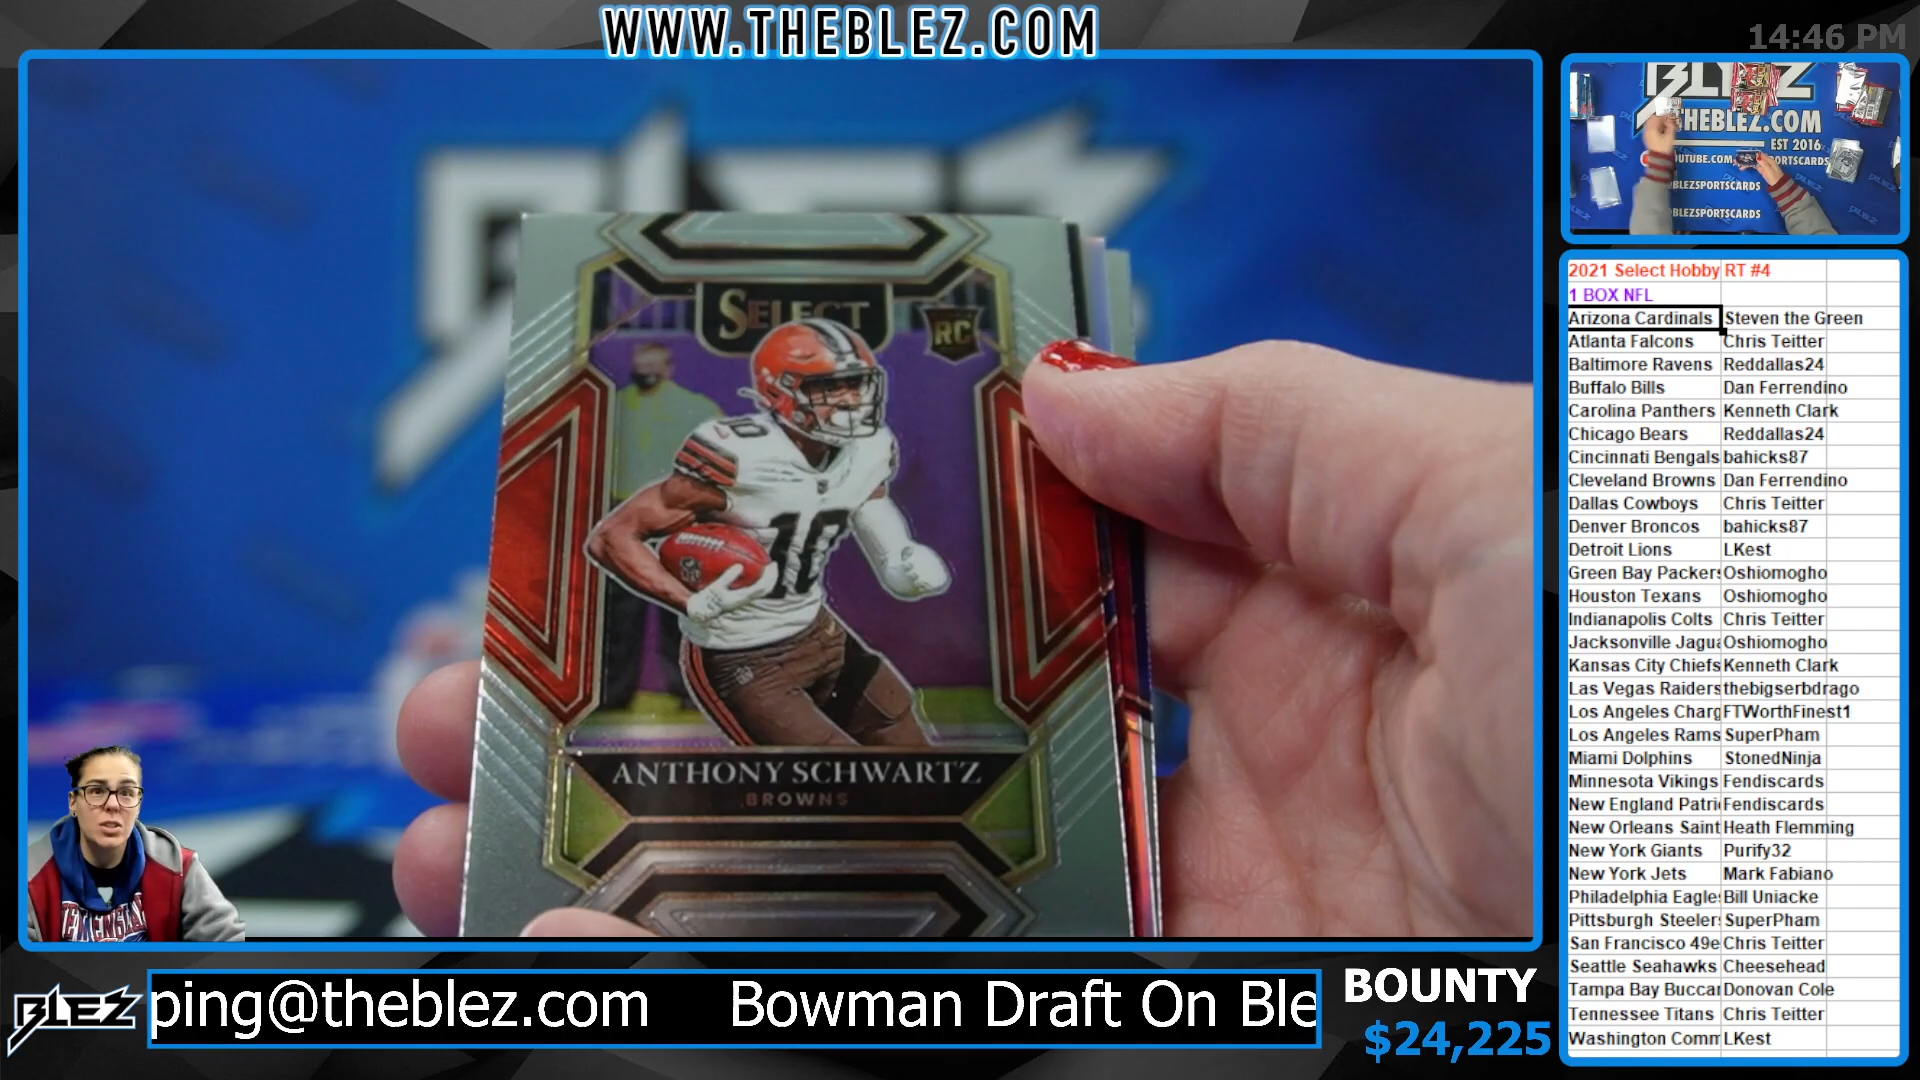 WWW.THEBLEZ.COM
14:46 PM
BLEZ
THEBLEZ.COM
EST 2016
BLEZSPORTSCARDS
BLEZSPORTSCARDS
SELECT
RC
10
10
ANTHONY SCHWARTZ
BROWNS
2021 Select Hobby RT #4
1 BOX NFL
Arizona Cardinals Steven the Green
Atlanta Falcons Chris Teitter
Baltimore Ravens Reddallas24
Buffalo Bills Dan Ferrendino
Carolina Panthers Kenneth Clark
Chicago Bears Reddallas24
Cincinnati Bengals bahicks87
Cleveland Browns Dan Ferrendino
Dallas Cowboys Chris Teitter
Denver Broncos bahicks87
Detroit Lions LKest
Green Bay Packers Oshiomogho
Houston Texans Oshiomogho
Indianapolis Colts Chris Teitter
Jacksonville Jagua Oshiomogho
Kansas City Chiefs Kenneth Clark
Las Vegas Raiders thebigserbdrago
Los Angeles Charg FTWorthFinest1
Los Angeles Rams SuperPham
Miami Dolphins StonedNinja
Minnesota Vikings Fendiscards
New England Patri Fendiscards
New Orleans Saint Heath Flemming
New York Giants Purify32
New York Jets Mark Fabiano
Philadelphia Eagle Bill Uniacke
Pittsburgh Steeler SuperPham
San Francisco 49e Chris Teitter
Seattle Seahawks Cheesehead
Tampa Bay Buccar Donovan Cole
Tennessee Titans Chris Teitter
Washington Comm LKest
BLEZ
ping@theblez.com Bowman Draft On Ble
BOUNTY
$24,225